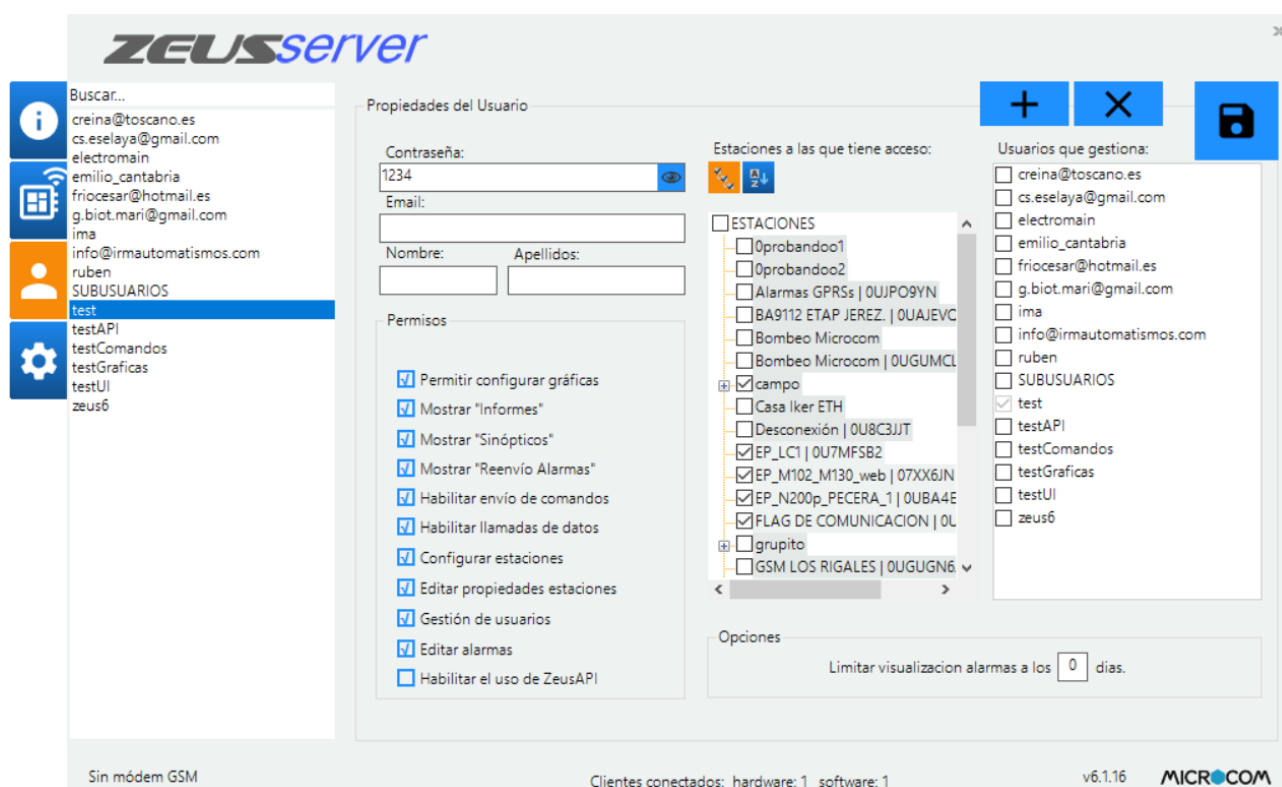 ZEUSserver
Buscar...
creina@toscano.es
cs.eselaya@gmail.com
electromain
emilio_cantabria
friocesar@hotmail.es
g.biot.mari@gmail.com
ima
info@irmautomatismos.com
ruben
SUBUSUARIOS
test
testAPI
testComandos
testGraficas
testUI
zeus6
Propiedades del Usuario
Contraseña:
1234
Email:
Nombre: Apellidos:
Permisos
Permitir configurar gráficas
Mostrar "Informes"
Mostrar "Sinópticos"
Mostrar "Reenvío Alarmas"
Habilitar envío de comandos
Habilitar llamadas de datos
Configurar estaciones
Editar propiedades estaciones
Gestión de usuarios
Editar alarmas
Habilitar el uso de ZeusAPI
Estaciones a las que tiene acceso:
ESTACIONES
0probandoo1
0probandoo2
Alarmas GPRSs | 0UJPO9YN
BA9112 ETAP JEREZ. | 0UAJEVC
Bombeo Microcom
Bombeo Microcom | 0UGUMCL
campo
Casa Iker ETH
Desconexión | 0U8C3JJT
EP_LC1 | 0U7MFSB2
EP_M102_M130_web | 07XX6JN
EP_N200p_PECERA_1 | 0UBA4E
FLAG DE COMUNICACION | 0U
grupito
GSM LOS RIGALES | 0UGUGN6
Usuarios que gestiona:
creina@toscano.es
cs.eselaya@gmail.com
electromain
emilio_cantabria
friocesar@hotmail.es
g.biot.mari@gmail.com
ima
info@irmautomatismos.com
ruben
SUBUSUARIOS
test
testAPI
testComandos
testGraficas
testUI
zeus6
Opciones
Limitar visualizacion alarmas a los 0 dias.
Sin módem GSM
Clientes conectados: hardware: 1 software: 1
v6.1.16
MICROCOM